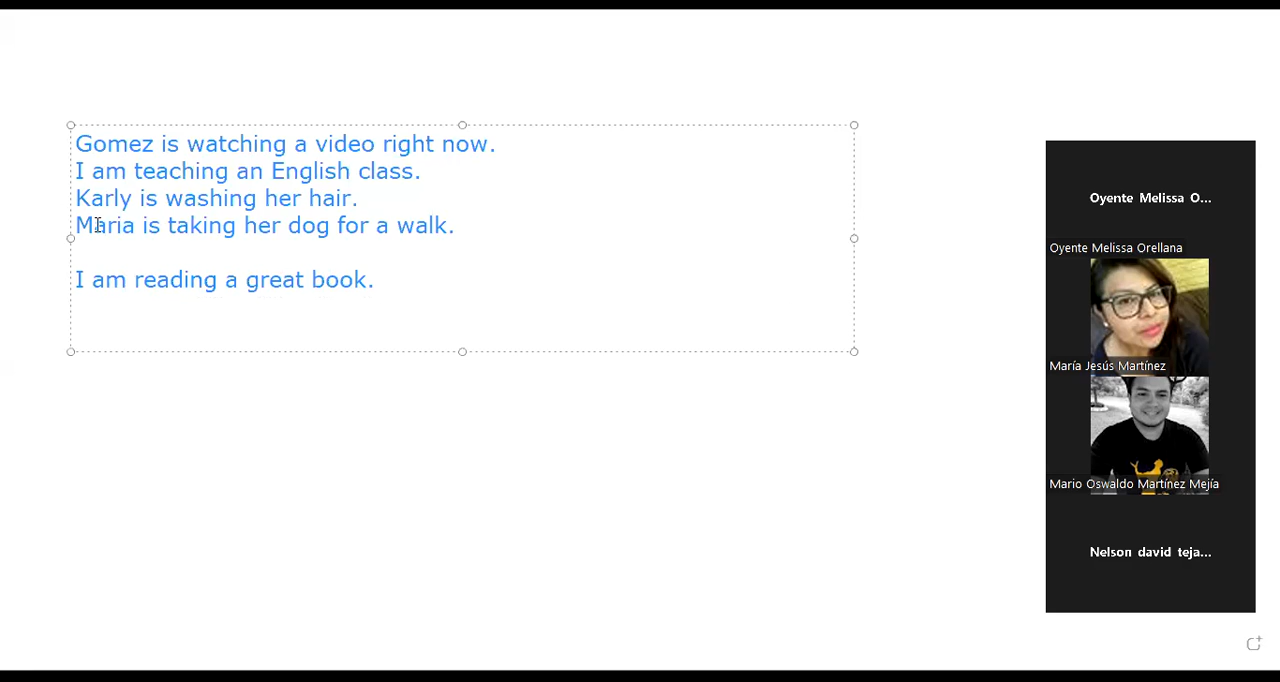 Gomez is watching a video right now.
I am teaching an English class.
Karly is washing her hair.
Maria is taking her dog for a walk.
I am reading a great book.
Oyente Melissa O...
Oyente Melissa Orellana
María Jesús Martínez
Mario Oswaldo Martínez Mejía
Nelson david teja...